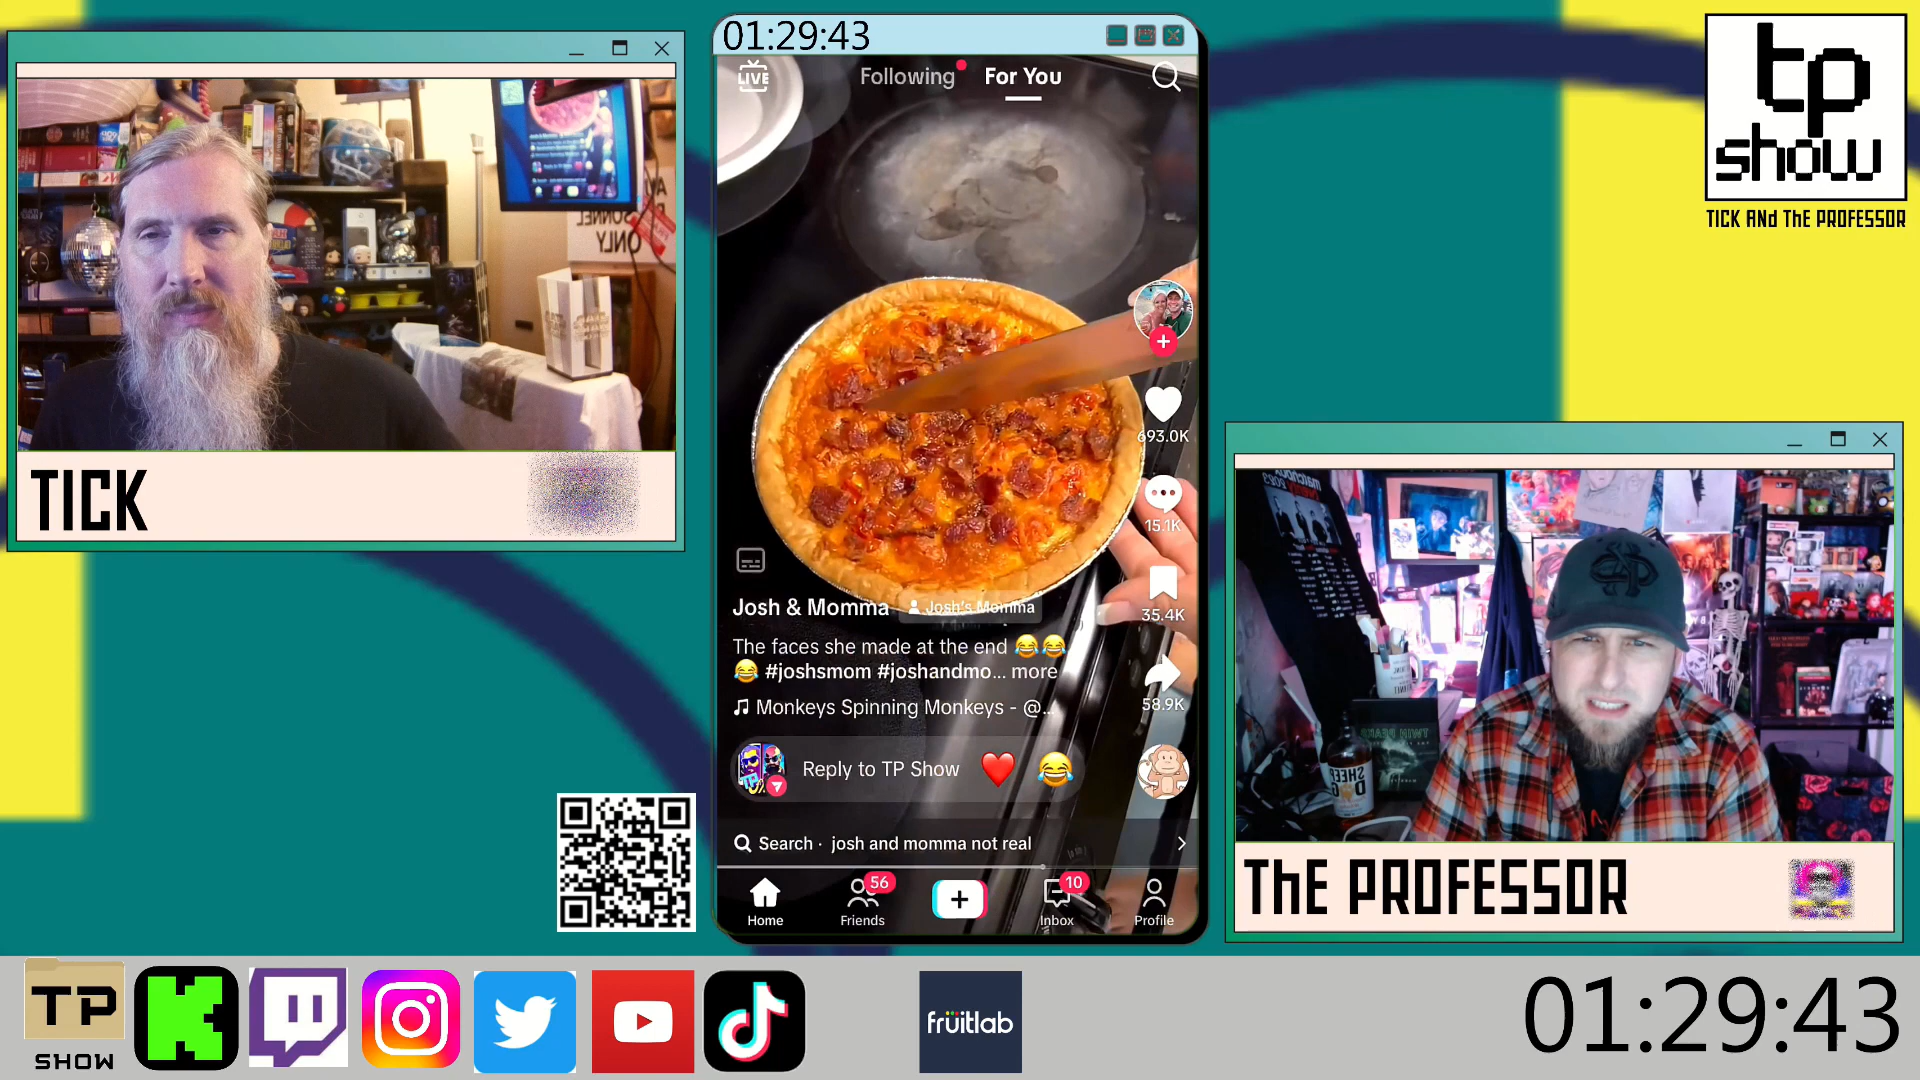 01:29:43
LIVE
Following
For You
693.0K
15.1K
35.4K
58.9K
Josh & Momma
Josh's Momma
The faces she made at the end 😂😂
😂 #joshsmom #joshandmo... more
Monkeys Spinning Monkeys - @...
Reply to TP Show ❤️ 😂
Search · josh and momma not real
Home
56
Friends
10
Inbox
Profile
TICK
tp
show
TICK ANd ThE PROFESSOR
ThE PROFESSOR
TP
SHOW
fruitlab
01:29:43
ONLY
TWIN PEAKS